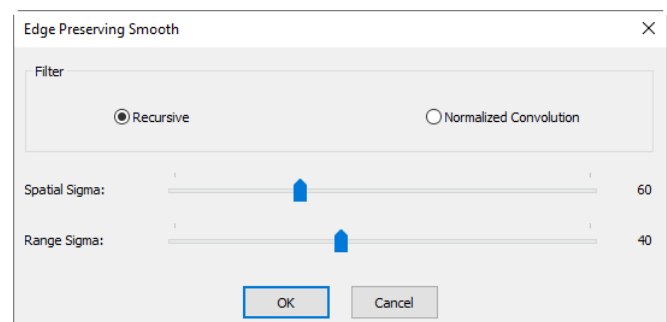 Edge Preserving Smooth
Filter
Recursive
Normalized Convolution
Spatial Sigma: 60
Range Sigma: 40
OK Cancel